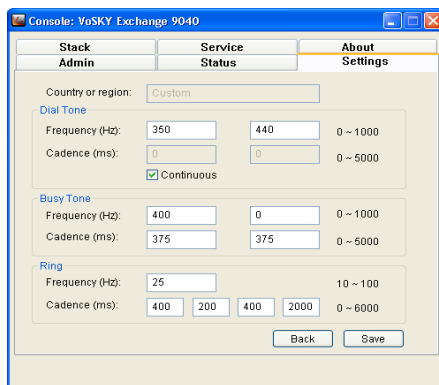 Console: VoSKY Exchange 9040
Stack Service About
Admin Status Settings
Country or region: Custom
Dial Tone
Frequency (Hz): 350 440 0 ~ 1000
Cadence (ms): 0 0 0 ~ 5000
Continuous
Busy Tone
Frequency (Hz): 400 0 0 ~ 1000
Cadence (ms): 375 375 0 ~ 5000
Ring
Frequency (Hz): 25 10 ~ 100
Cadence (ms): 400 200 400 2000 0 ~ 6000
Back Save